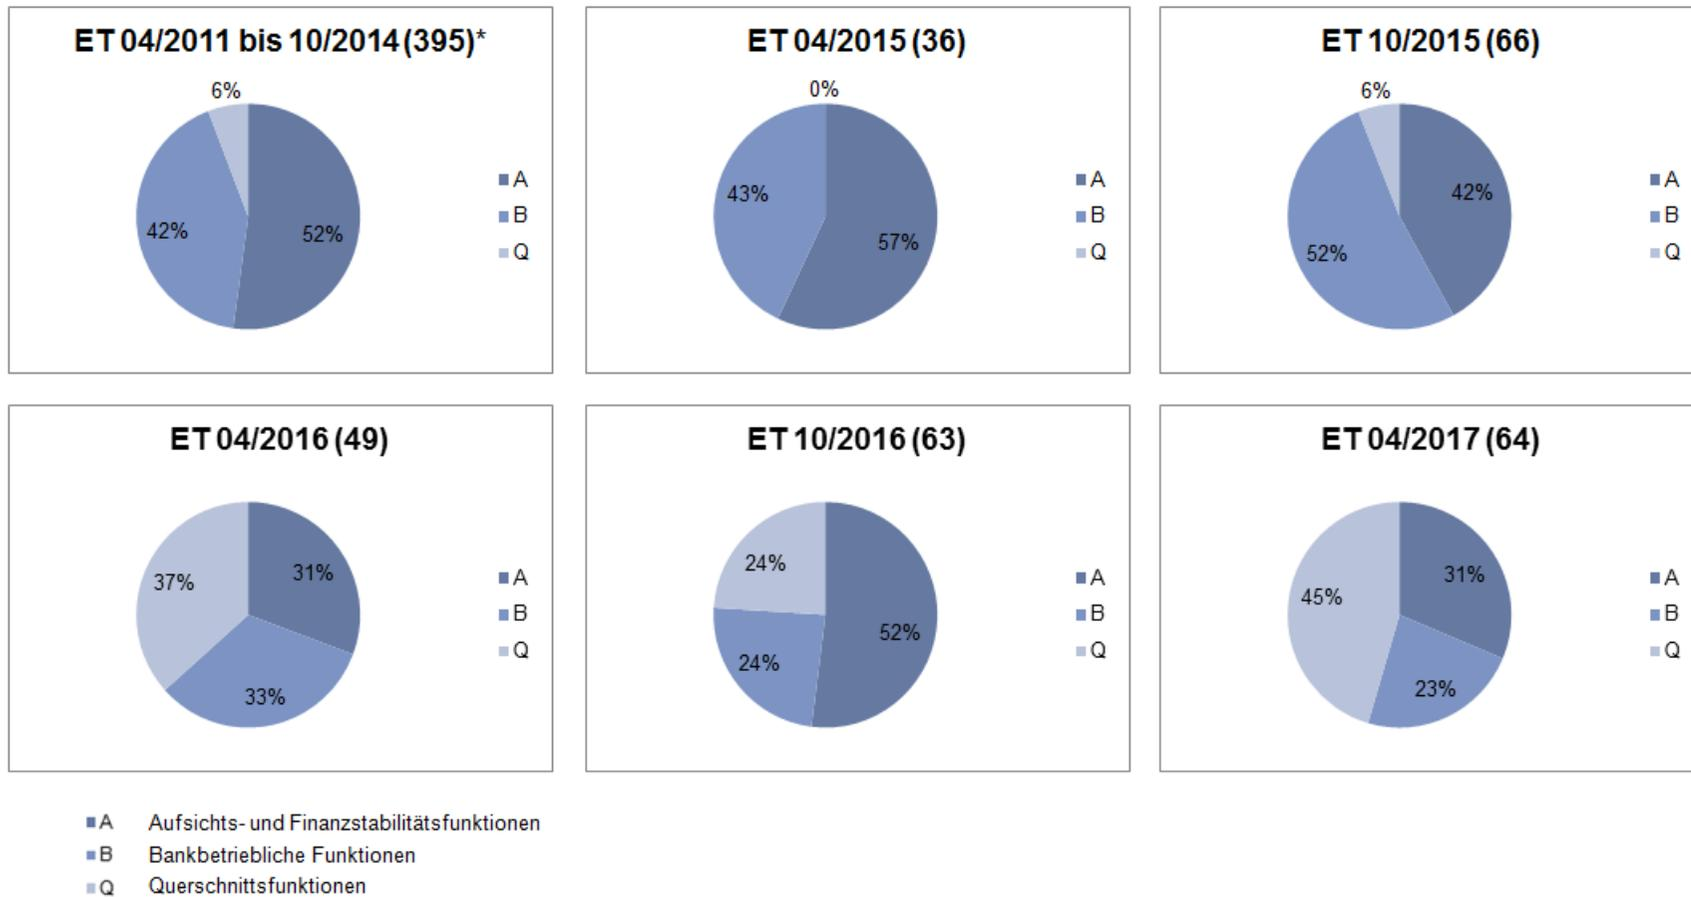 ET 04/2011 bis 10/2014 (395)*
6%
42%
52%
A
B
Q
ET 04/2015 (36)
0%
43%
57%
A
B
Q
ET 10/2015 (66)
6%
42%
52%
A
B
Q
ET 04/2016 (49)
37%
31%
33%
A
B
Q
ET 10/2016 (63)
24%
52%
24%
A
B
Q
ET 04/2017 (64)
45%
31%
23%
A
B
Q
A Aufsichts- und Finanzstabilitätsfunktionen
B Bankbetriebliche Funktionen
Q Querschnittsfunktionen